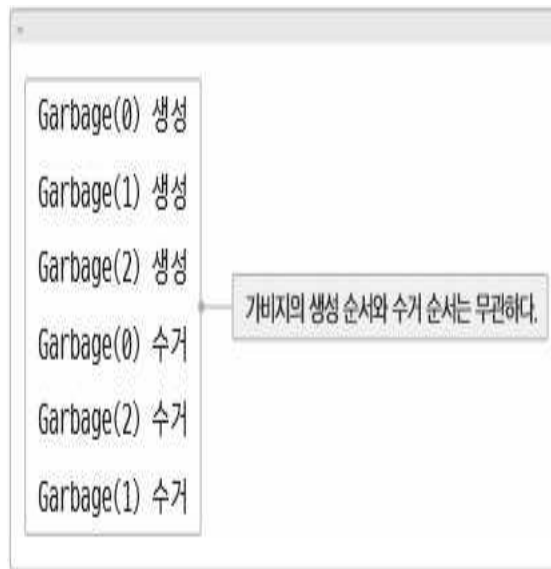 Garbage(0) 생성
Garbage(1) 생성
Garbage(2) 생성
Garbage(0) 수거
Garbage(2) 수거
Garbage(1) 수거
가비지의 생성 순서와 수거 순서는 무관하다.